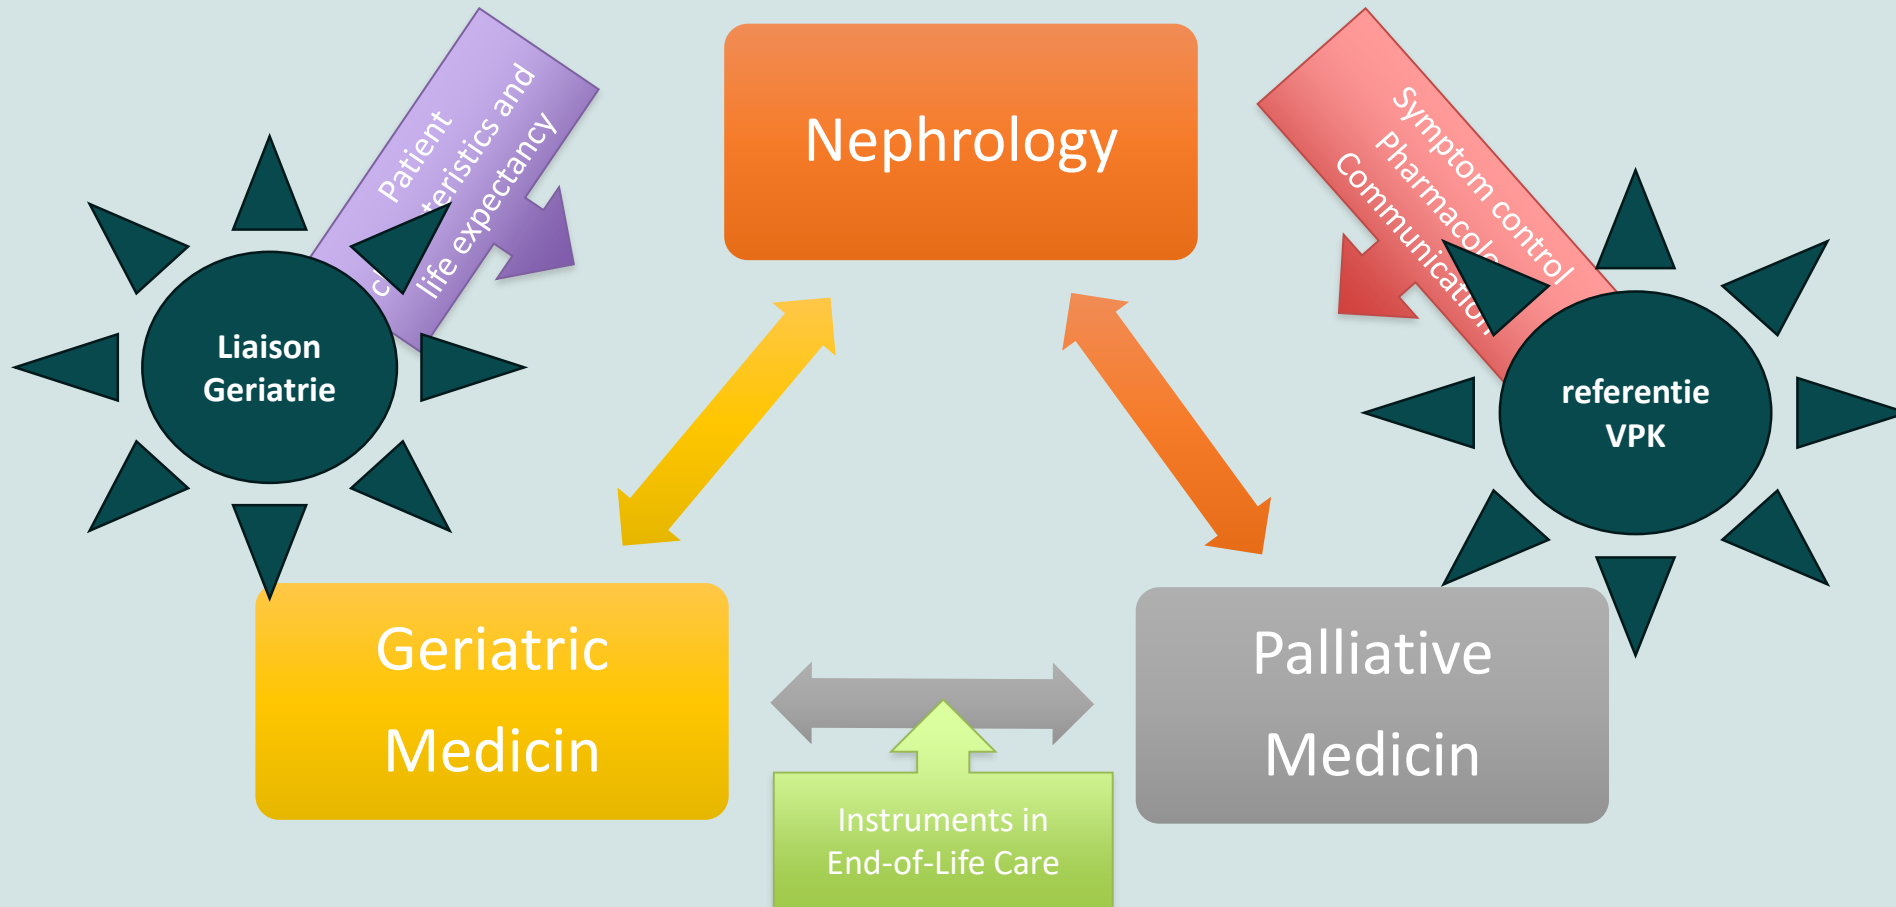 Nephrology
Patient
life expectancy
Symptom control
Communication
Liaison
Geriatrie
referentie
VPK
Geriatric
Medicin
Palliative
Medicin
Instruments in
End-of-Life Care